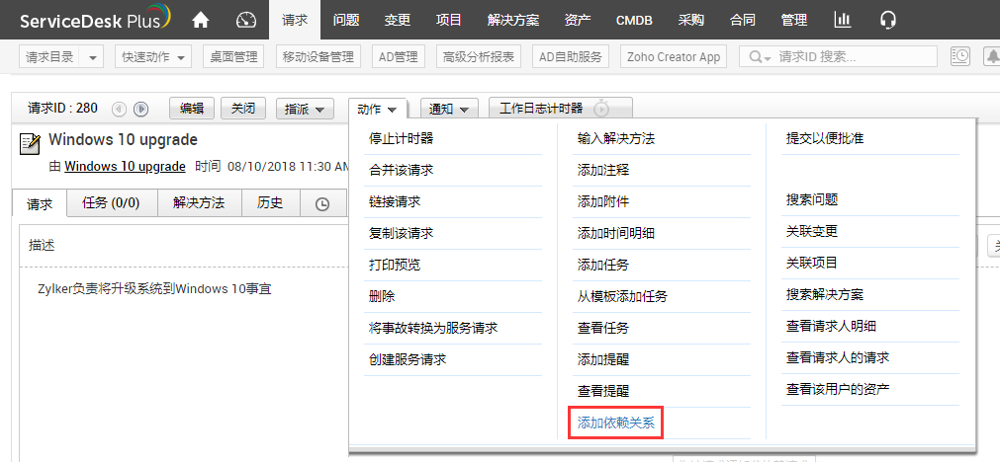 ServiceDesk Plus 请求 问题 变更 项目 解决方案 资产 CMDB 采购 合同 管理
请求目录 快速动作 桌面管理 移动设备管理 AD管理 高级分析报表 AD自助服务 Zoho Creator App 请求ID 搜索...
请求ID : 280 编辑 关闭 指派 动作 通知 工作日志计时器
Windows 10 upgrade
由 Windows 10 upgrade 时间 08/10/2018 11:30 AM
请求 任务 (0/0) 解决方法 历史
描述
Zylker负责将升级系统到Windows 10事宜
停止计时器
合并该请求
链接请求
复制该请求
打印预览
删除
将事故转换为服务请求
创建服务请求
输入解决方法
添加注释
添加附件
添加时间明细
添加任务
从模板添加任务
查看任务
添加提醒
查看提醒
添加依赖关系
提交以便批准
搜索问题
关联变更
关联项目
搜索解决方案
查看请求人明细
查看请求人的请求
查看该用户的资产